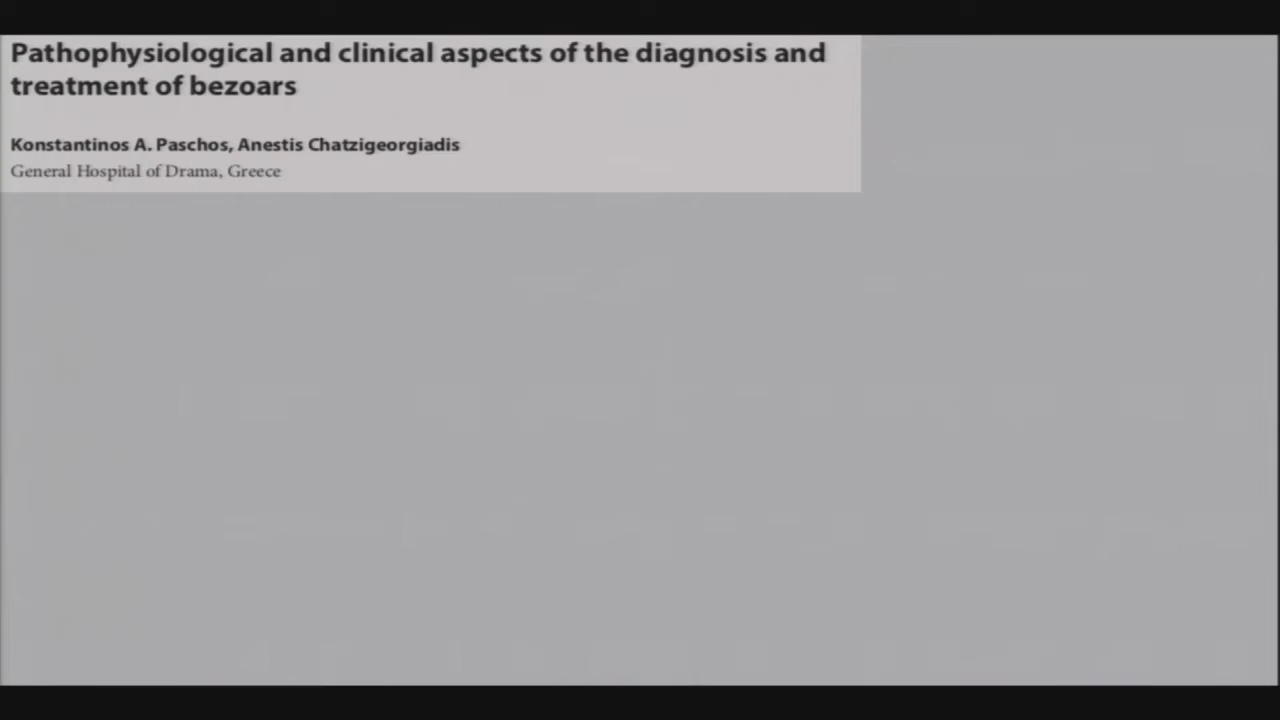 Pathophysiological and clinical aspects of the diagnosis and
treatment of bezoars
Konstantinos A. Paschos, Anestis Chatzigeorgiadis
General Hospital of Drama, Greece